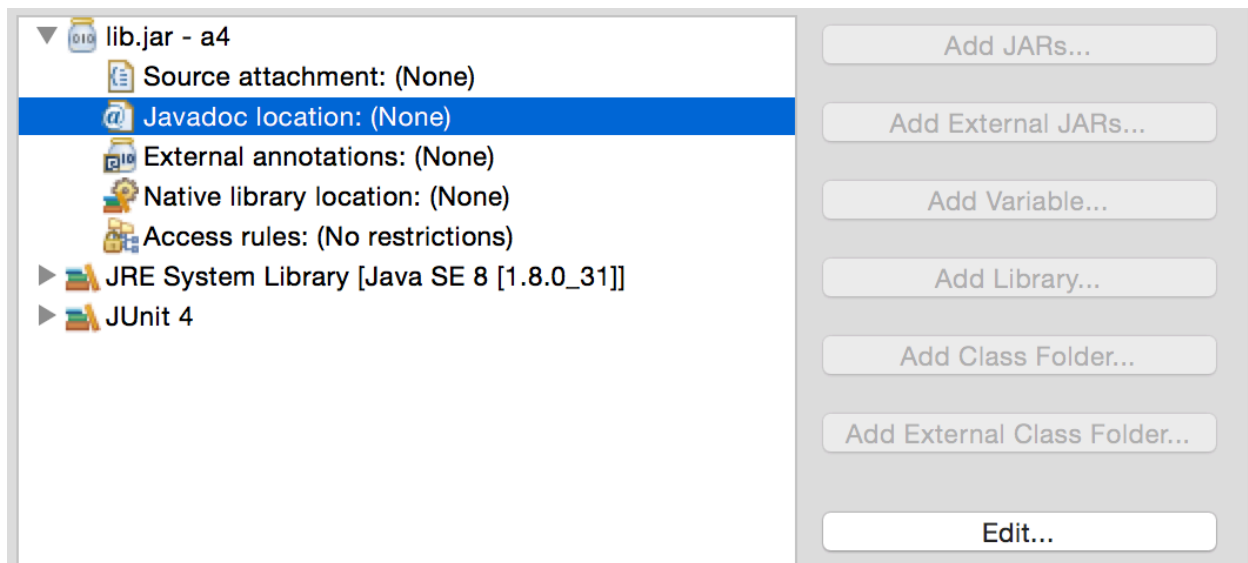 lib.jar - a4
Source attachment: (None)
Javadoc location: (None)
External annotations: (None)
Native library location: (None)
Access rules: (No restrictions)
JRE System Library [Java SE 8 [1.8.0_31]]
JUnit 4
Add JARs...
Add External JARs...
Add Variable...
Add Library...
Add Class Folder...
Add External Class Folder...
Edit...